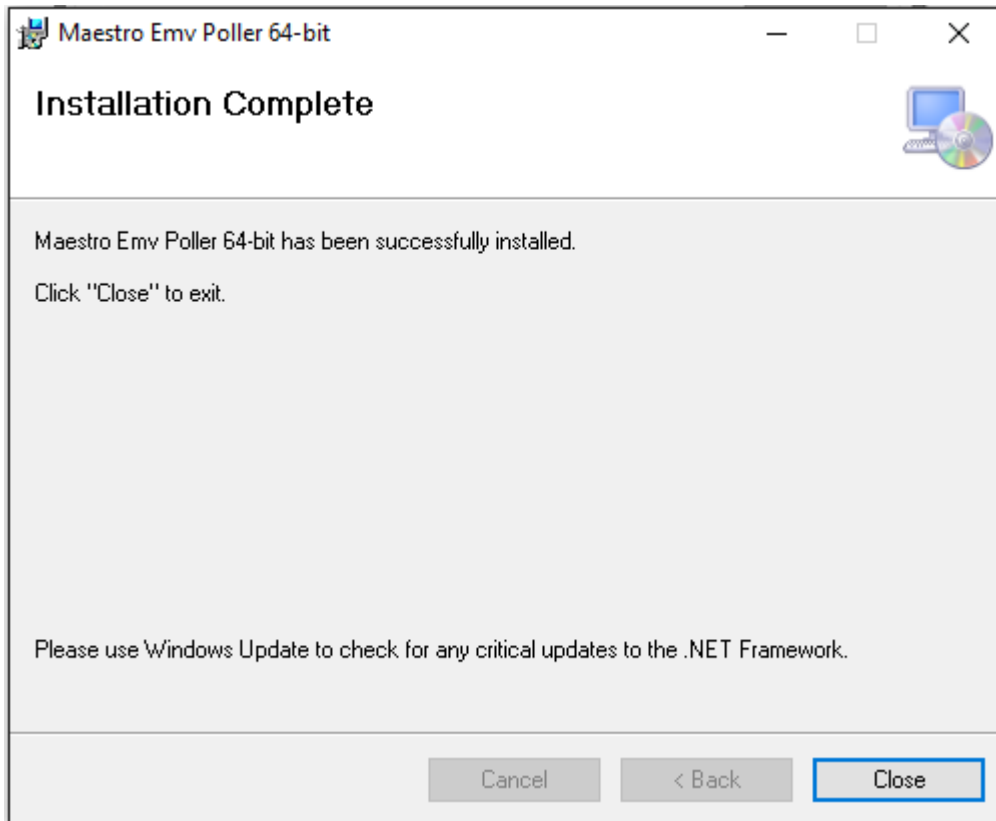 Maestro Emv Poller 64-bit
Installation Complete
Maestro Emv Poller 64-bit has been successfully installed.
Click "Close" to exit.
Please use Windows Update to check for any critical updates to the .NET Framework.
Cancel
< Back
Close